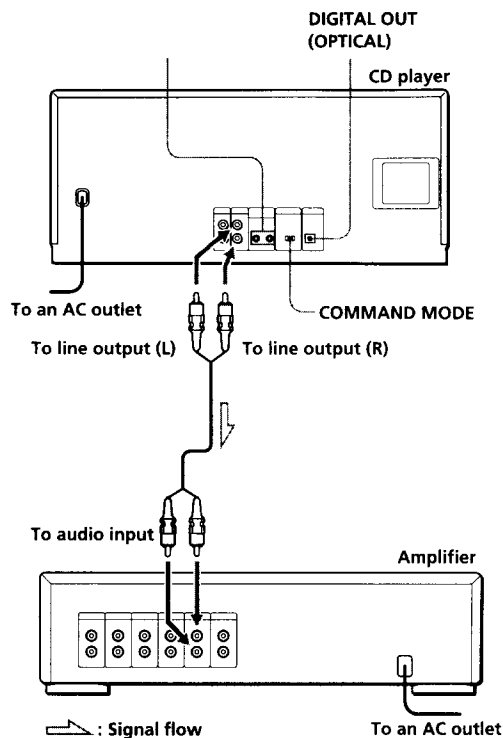 DIGITAL OUT
(OPTICAL)
CD player
To an AC outlet
COMMAND MODE
To line output (L)
To line output (R)
To audio input
Amplifier
: Signal flow
To an AC outlet